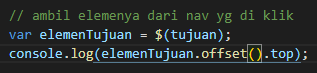 // ambil elemenya dari nav yg di klik
var elemenTujuan = $(tujuan);
console.log(elemenTujuan.offset().top);